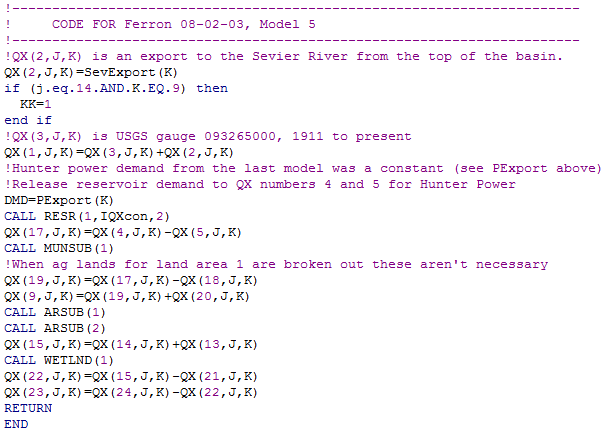 !-----------------------------------------------------------------------
!     CODE FOR Ferron 08-02-03, Model 5
!-----------------------------------------------------------------------
!QX(2,J,K) is an export to the Sevier River from the top of the basin.
QX(2,J,K)=SevExport(K)
if (j.eq.14.AND.K.EQ.9) then
  KK=1
end if
!QX(3,J,K) is USGS gauge 093265000, 1911 to present
QX(1,J,K)=QX(3,J,K)+QX(2,J,K)
!Hunter power demand from the last model was a constant (see PExport above)
!Release reservoir demand to QX numbers 4 and 5 for Hunter Power
DMD=PExport(K)
CALL RESR(1,IQXcon,2)
QX(17,J,K)=QX(4,J,K)-QX(5,J,K)
CALL MUNSUB(1)
!When ag lands for land area 1 are broken out these aren't necessary
QX(19,J,K)=QX(17,J,K)-QX(18,J,K)
QX(9,J,K)=QX(19,J,K)+QX(20,J,K)
CALL ARSUB(1)
CALL ARSUB(2)
QX(15,J,K)=QX(14,J,K)+QX(13,J,K)
CALL WETLND(1)
QX(22,J,K)=QX(15,J,K)-QX(21,J,K)
QX(23,J,K)=QX(24,J,K)-QX(22,J,K)
RETURN
END